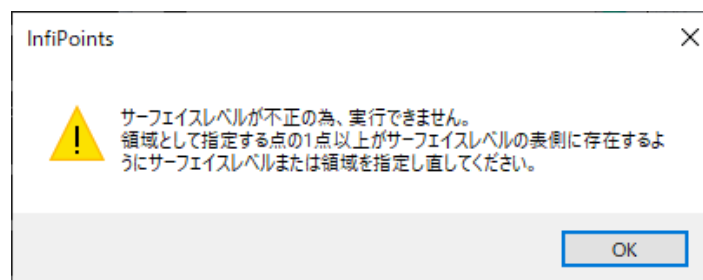 InfiPoints
サーフェイスレベルが不正の為、実行できません。
領域として指定する点の1点以上がサーフェイスレベルの表側に存在するよ
うにサーフェイスレベルまたは領域を指定し直してください。
OK